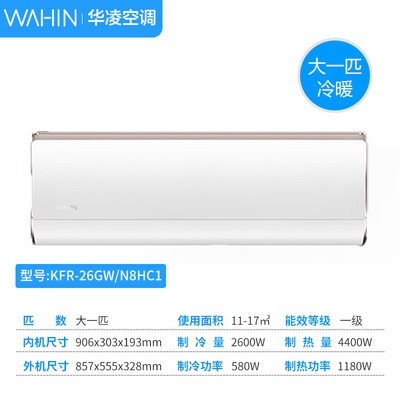 WAHIN 华凌空调
大一匹
冷暖
WAHIN
型号:KFR-26GW/N8HC1
匹数 大一匹 使用面积 11-17㎡ 能效等级 一级
内机尺寸 906x303x193mm 制冷量 2600W 制热量 4400W
外机尺寸 857x555x328mm 制冷功率 580W 制热功率 1180W